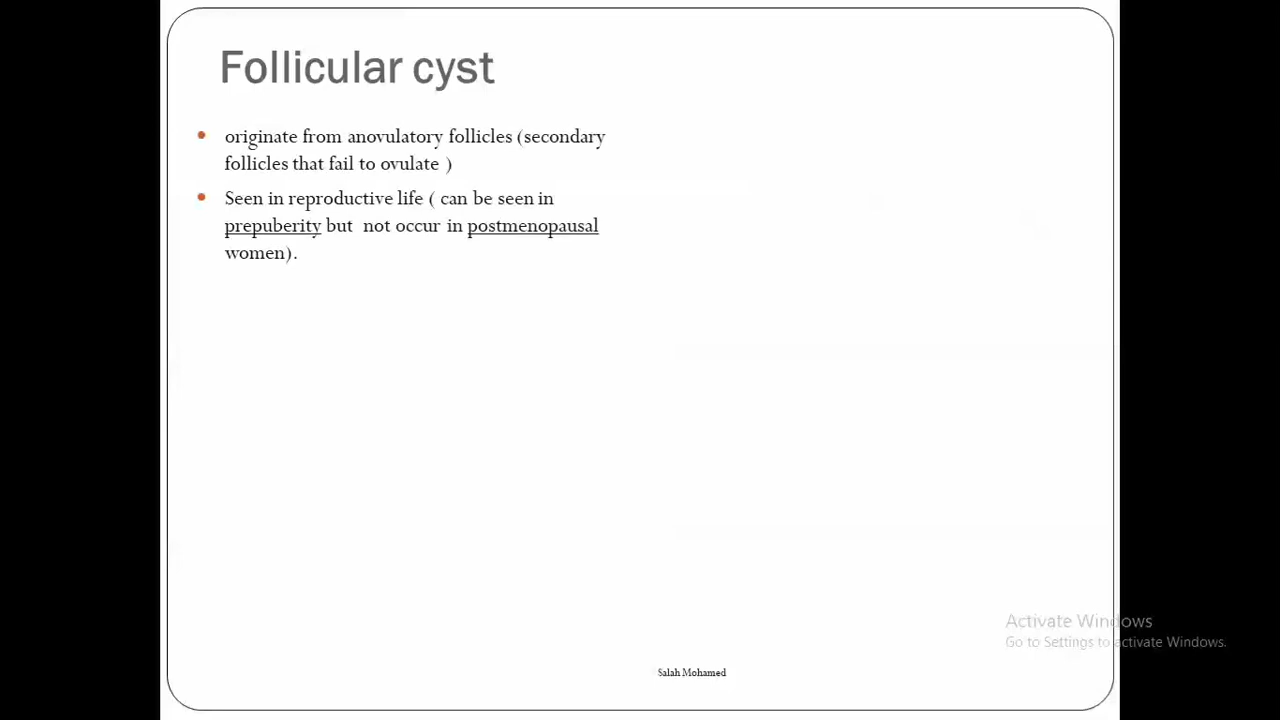 Follicular cyst
• originate from anovulatory follicles (secondary
follicles that fail to ovulate )
• Seen in reproductive life ( can be seen in
prepuberity but  not occur in postmenopausal
women).
Activate Windows
Go to Settings to activate Windows.
Salah Mohamed